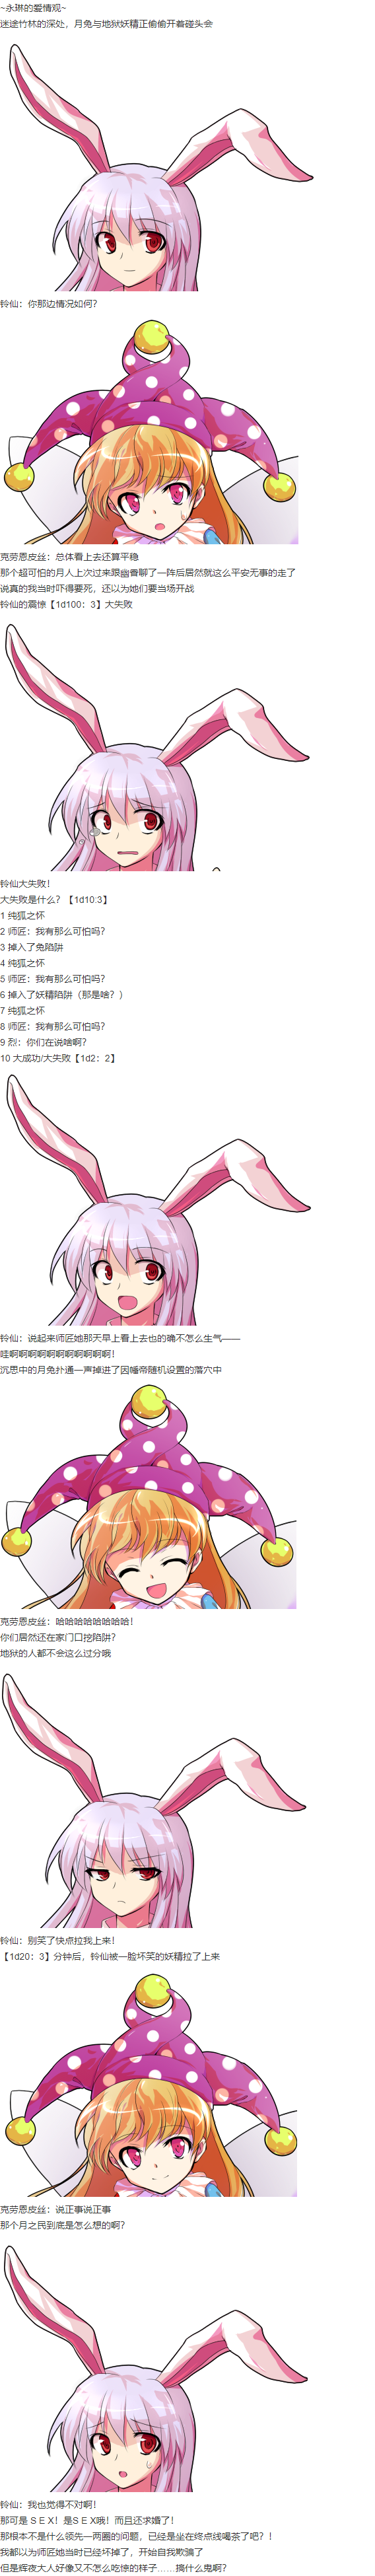 ~永琳的爱情观~
迷途竹林的深处，月兔与地狱妖精正偷偷开着碰头会
铃仙：你那边情况如何？
克劳恩皮丝：总体看上去还算平稳
那个超可怕的月人上次过来跟幽香聊了一阵后居然就这么平安无事的走了
说真的我当时吓得要死，还以为她们要当场开战
铃仙的震惊【1d100：3】大失败
铃仙大失败！
大失败是什么？【1d10:3】
1 纯狐之怀
2 师匠：我有那么可怕吗？
3 掉入了兔陷阱
4 纯狐之怀
5 师匠：我有那么可怕吗？
6 掉入了妖精陷阱（那是啥？）
7 纯狐之怀
8 师匠：我有那么可怕吗？
9 烈：你们在说啥啊？
10 大成功/大失败【1d2：2】
铃仙：说起来师匠她那天早上看上去也的确不怎么生气——
哇啊啊啊啊啊啊啊啊啊啊！
沉思中的月兔扑通一声掉进了因幡帝随机设置的落穴中
克劳恩皮丝：哈哈哈哈哈哈哈哈！
你们居然还在家门口挖陷阱？
地狱的人都不会这么过分哦
铃仙：别笑了快点拉我上来！
【1d20：3】分钟后，铃仙被一脸坏笑的妖精拉了上来
克劳恩皮丝：说正事说正事
那个月之民到底是怎么想的啊？
铃仙：我也觉得不对啊！
那可是ＳＥＸ！是ＳＥＸ哦！而且还求婚了！
那根本不是什么领先一两圈的问题，已经是坐在终点线喝茶了吧？！
我都以为师匠她当时已经坏掉了，开始自我欺骗了
但是辉夜大人好像又不怎么吃惊的样子……搞什么鬼啊？